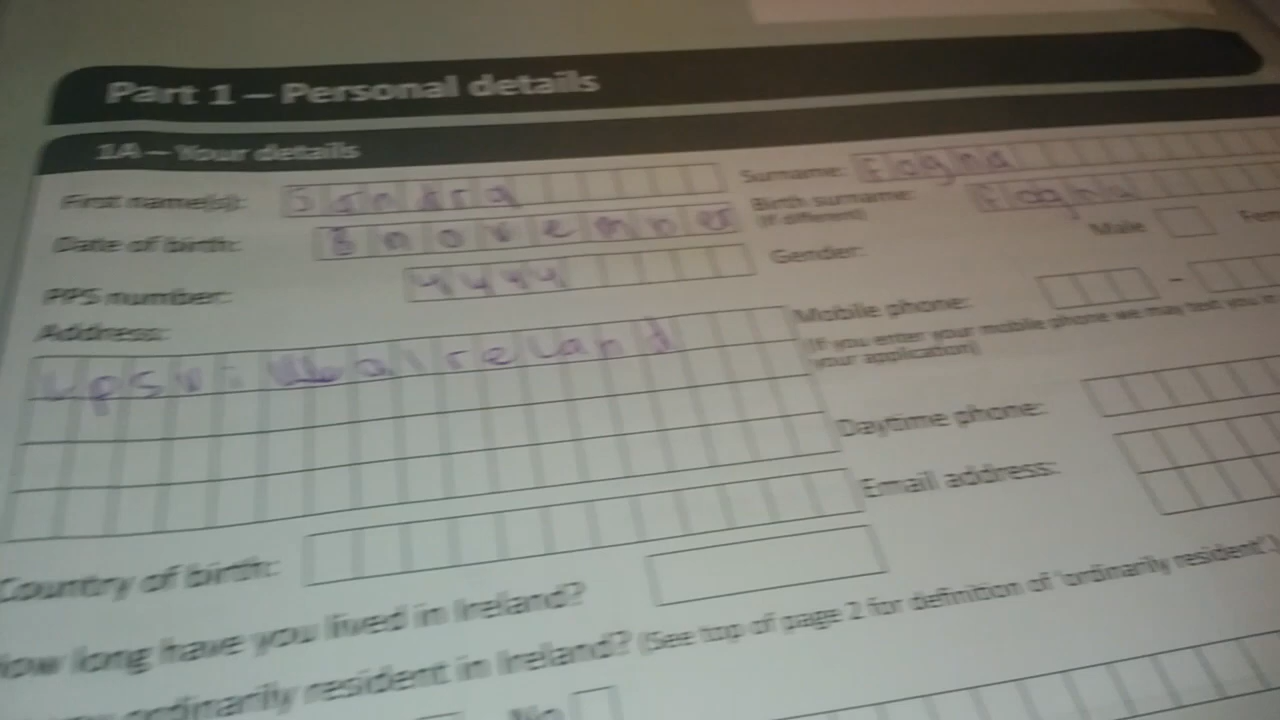 Part 1 – Personal details
1A – Your details
First name(s): Sandra
Surname: Fagha
Date of birth: 8 november
Birth surname: Fagha
(if different)
PPS number: 4444
Gender: Male
Address:
Ireland
Mobile phone: –
(If you enter your mobile phone we may text you
your application)
Daytime phone:
Email address:
Country of birth:
How long have you lived in Ireland?
ordinarily resident in Ireland? (See top of page 2 for definition of 'ordinarily resident')
No